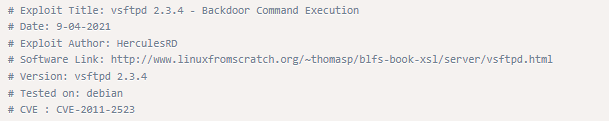 # Exploit Title: vsftpd 2.3.4 - Backdoor Command Execution
# Date: 9-04-2021
# Exploit Author: HerculesRD
# Software Link: http://www.linuxfromscratch.org/~thomasp/blfs-book-xsl/server/vsftpd.html
# Version: vsftpd 2.3.4
# Tested on: debian
# CVE : CVE-2011-2523